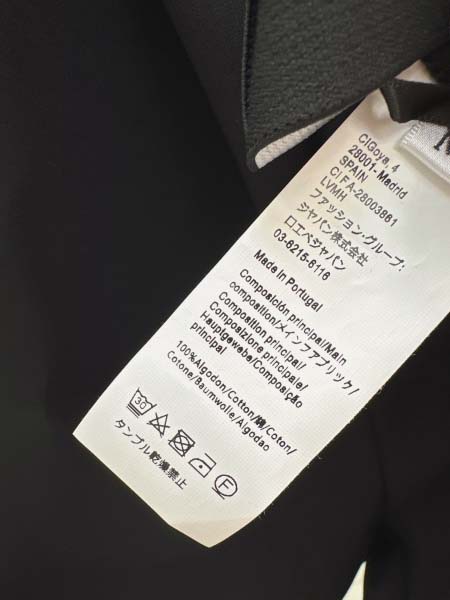 C|Goya, 4
28001- Madrid
SPAIN
CIF A-28003861
LVMH
ファッション・グループ:
ジャパン株式会社
ロエベジャパン
03-6215-6116
Made in Portugal
Composición principal/Main
composition/メインファブリック/
Composition principal/
Composizione principale/
Hauptgewebe/Composição
principal
100%Algodon/Cotton/綿/Coton/
Cotone/Baumwolle/Algodao
30
F
タンブル乾燥禁止